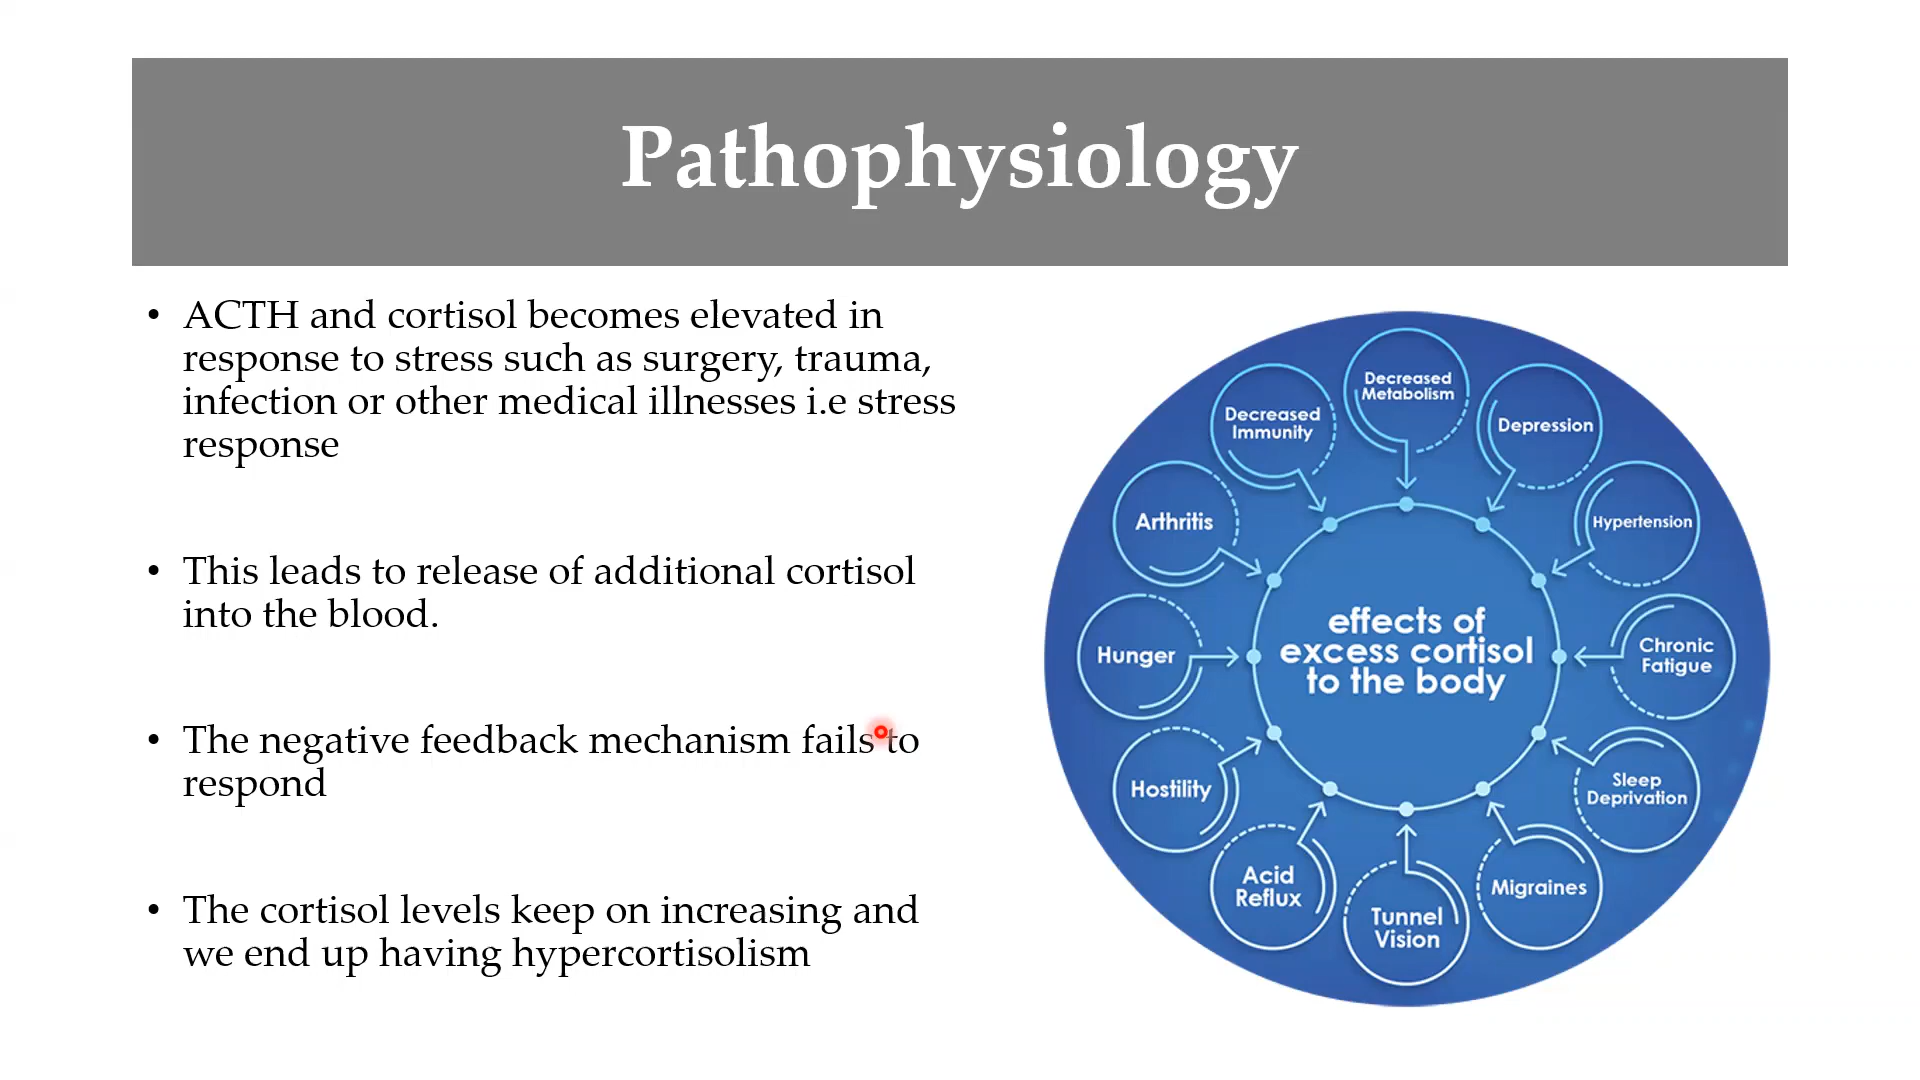 Pathophysiology
• ACTH and cortisol becomes elevated in
response to stress such as surgery, trauma,
infection or other medical illnesses i.e stress
response
• This leads to release of additional cortisol
into the blood.
• The negative feedback mechanism fails to
respond
• The cortisol levels keep on increasing and
we end up having hypercortisolism
effects of
excess cortisol
to the body
Decreased
Metabolism
Depression
Hypertension
Chronic
Fatigue
Sleep
Deprivation
Migraines
Tunnel
Vision
Acid
Reflux
Hostility
Hunger
Arthritis
Decreased
Immunity